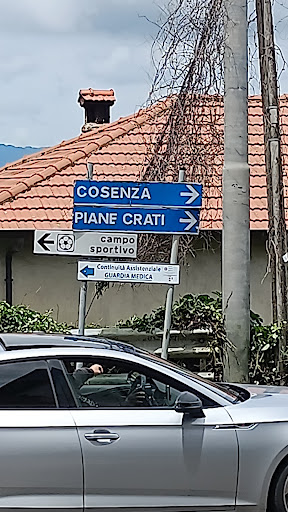 COSENZA
PIANE CRATI
campo
sportivo
Continuità Assistenziale
GUARDIA MEDICA